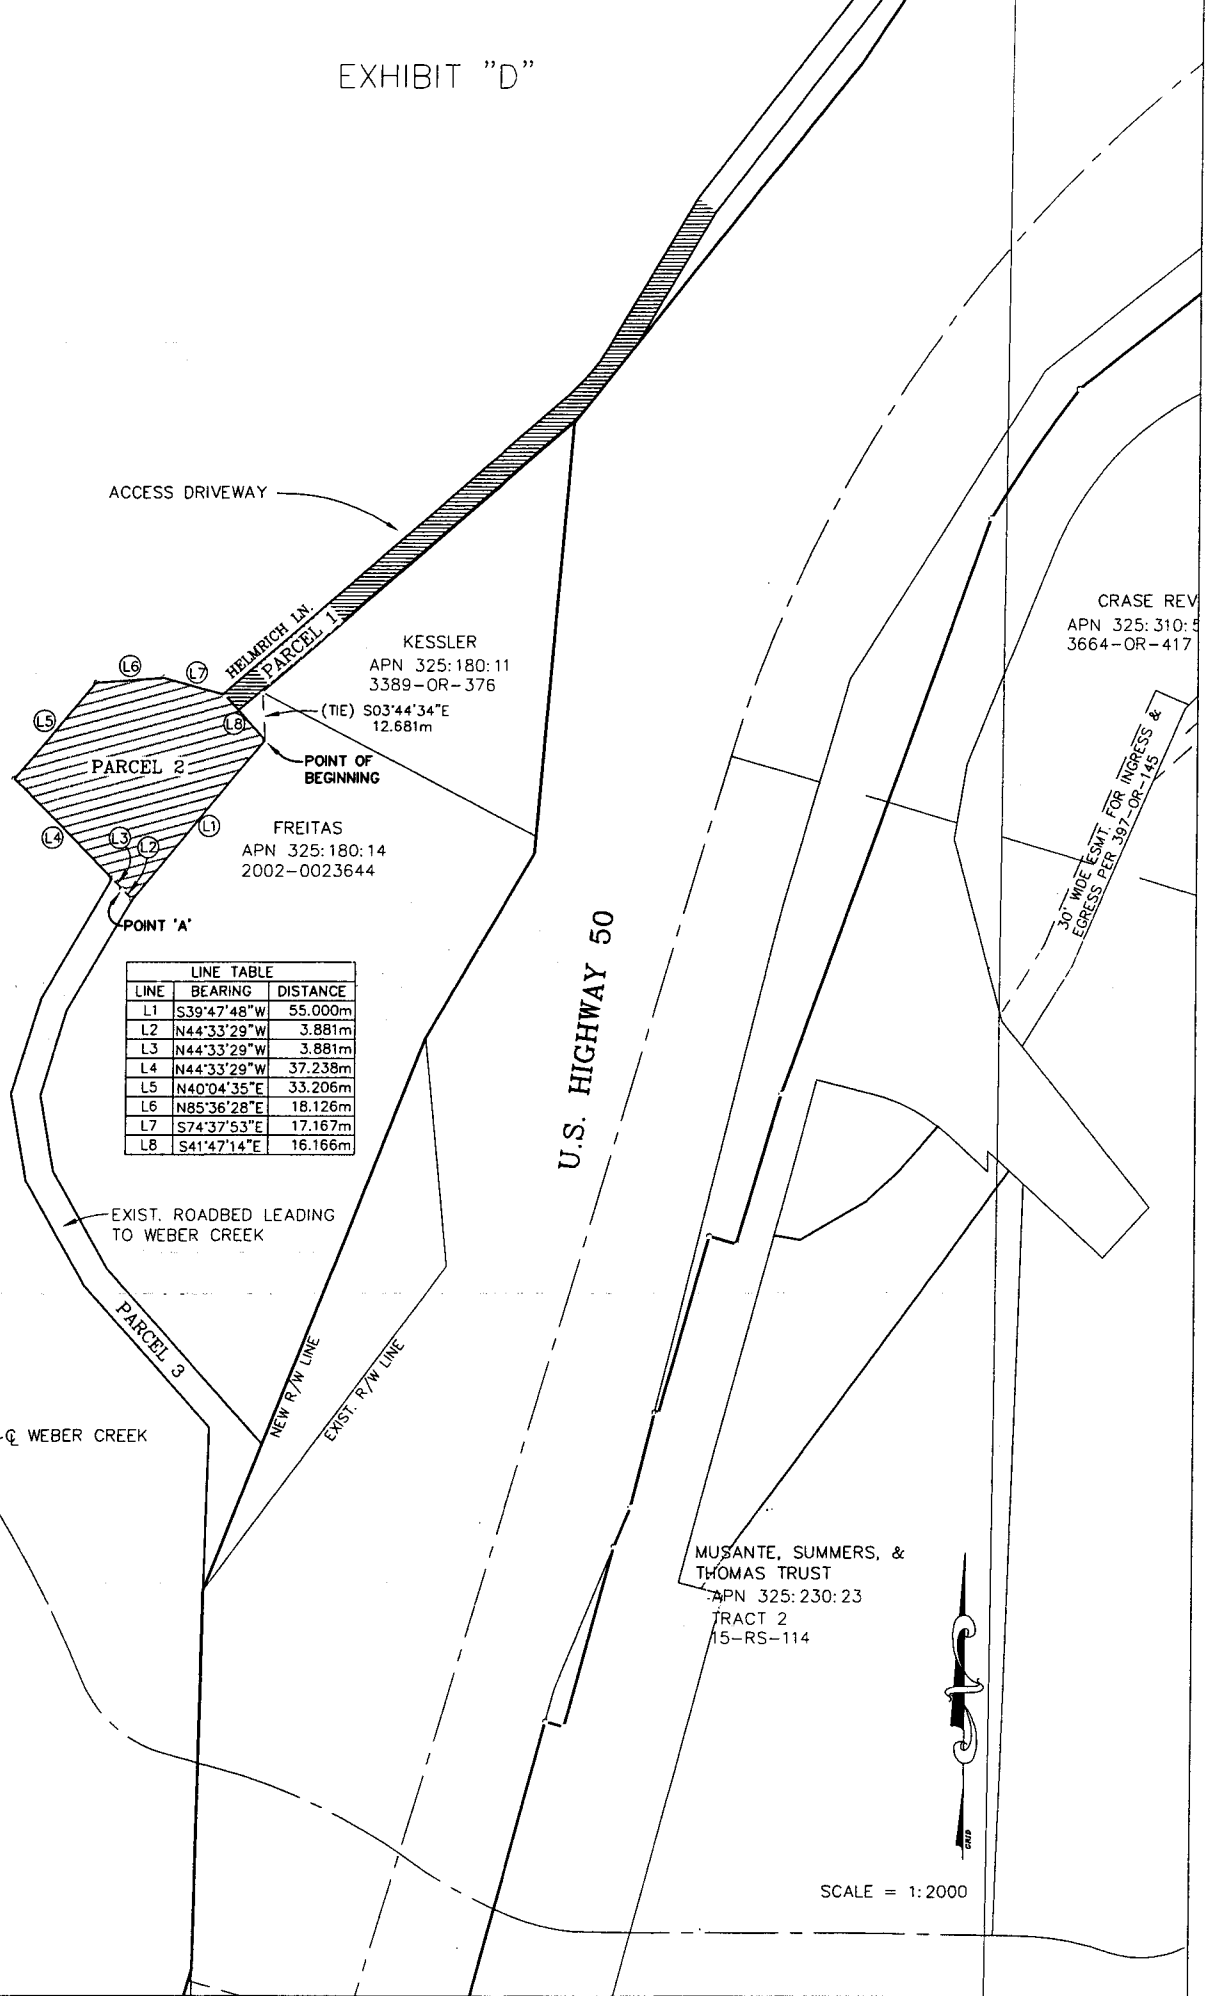 EXHIBIT "D"
ACCESS DRIVEWAY
HELMRICH LN.
PARCEL 1
KESSLER
APN 325:180:11
3389-OR-376
(TIE) S03°44'34"E
12.681m
CRASE REV
APN 325:310:5
3664-OR-417
L6
L7
L5
L8
PARCEL 2
POINT OF
BEGINNING
L4
L3
L2
L1
FREITAS
APN 325:180:14
2002-0023644
POINT 'A'
30' WIDE ESMT. FOR INGRESS &
EGRESS PER 397-OR-145
LINE TABLE
LINE BEARING DISTANCE
L1 S39°47'48"W 55.000m
L2 N44°33'29"W 3.881m
L3 N44°33'29"W 3.881m
L4 N44°33'29"W 37.238m
L5 N40°04'35"E 33.206m
L6 N85°36'28"E 18.126m
L7 S74°37'53"E 17.167m
L8 S41°47'14"E 16.166m
U.S. HIGHWAY 50
EXIST. ROADBED LEADING
TO WEBER CREEK
PARCEL 3
NEW R/W LINE
EXIST. R/W LINE
℄ WEBER CREEK
MUSANTE, SUMMERS, &
THOMAS TRUST
APN 325:230:23
TRACT 2
15-RS-114
GRID
SCALE = 1:2000